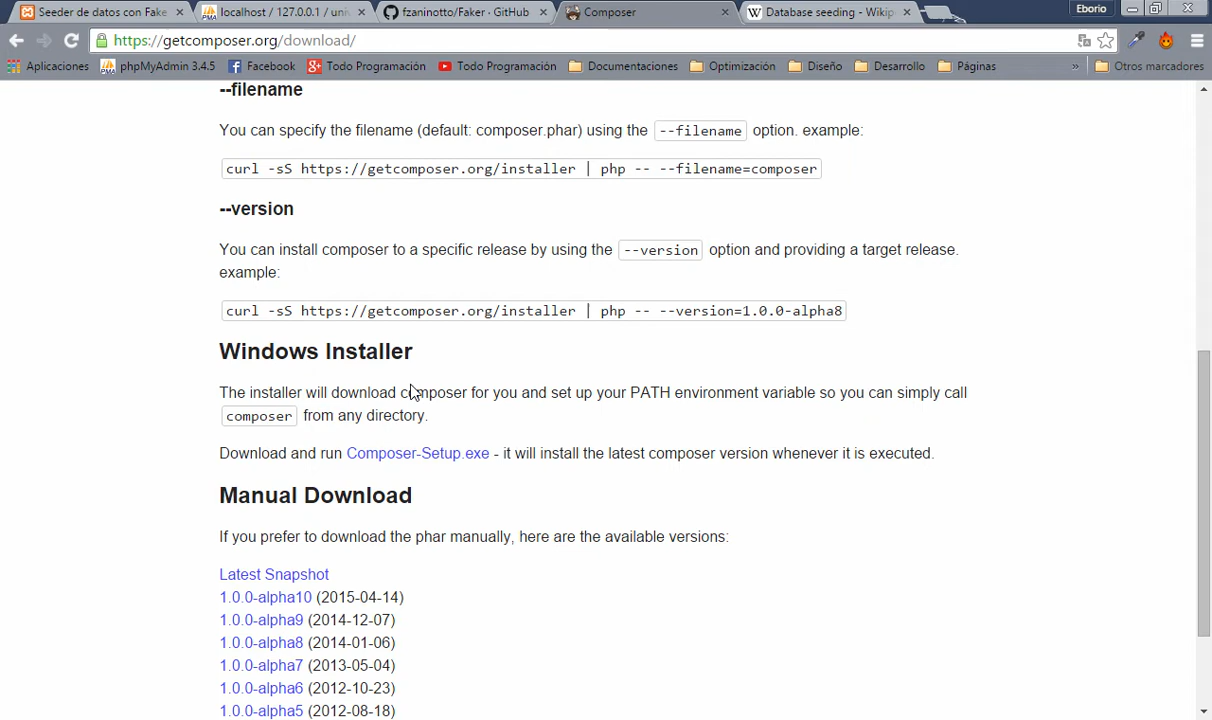 Seeder de datos con Fake
localhost / 127.0.0.1 / uni
fzaninotto/Faker · GitHub
Composer
Database seeding - Wikip
Eborio
https://getcomposer.org/download/
Aplicaciones
phpMyAdmin 3.4.5
Facebook
Todo Programación
Todo Programación
Documentaciones
Optimización
Diseño
Desarrollo
Páginas
»
Otros marcadores
--filename
You can specify the filename (default: composer.phar) using the --filename option. example:
curl -sS https://getcomposer.org/installer | php -- --filename=composer
--version
You can install composer to a specific release by using the --version option and providing a target release.
example:
curl -sS https://getcomposer.org/installer | php -- --version=1.0.0-alpha8
Windows Installer
The installer will download composer for you and set up your PATH environment variable so you can simply call
composer from any directory.
Download and run Composer-Setup.exe - it will install the latest composer version whenever it is executed.
Manual Download
If you prefer to download the phar manually, here are the available versions:
Latest Snapshot
1.0.0-alpha10 (2015-04-14)
1.0.0-alpha9 (2014-12-07)
1.0.0-alpha8 (2014-01-06)
1.0.0-alpha7 (2013-05-04)
1.0.0-alpha6 (2012-10-23)
1.0.0-alpha5 (2012-08-18)